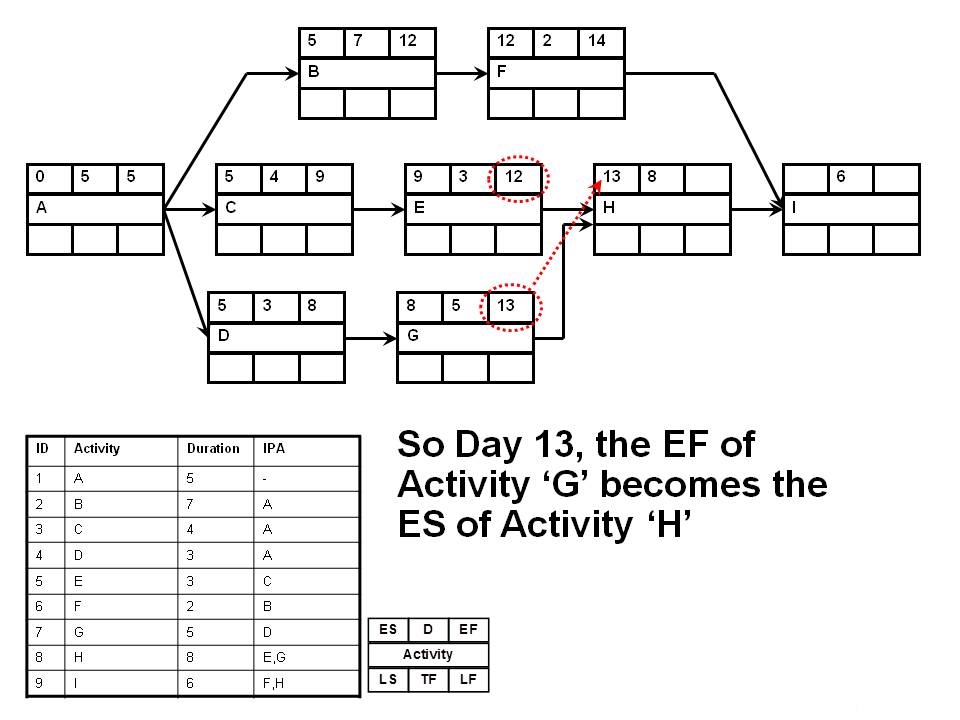 5 7 12
B
12 2 14
F
0 5 5
A
5 4 9
C
9 3 12
E
13 8
H
6
I
5 3 8
D
8 5 13
G
So Day 13, the EF of
Activity ‘G’ becomes the
ES of Activity ‘H’
ID Activity Duration IPA
1 A 5 -
2 B 7 A
3 C 4 A
4 D 3 A
5 E 3 C
6 F 2 B
7 G 5 D
8 H 8 E,G
9 I 6 F,H
ES D EF
Activity
LS TF LF